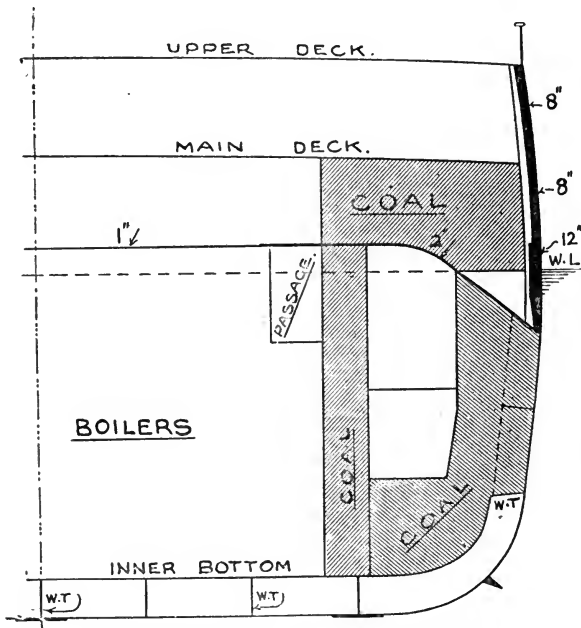 UPPER DECK.
8"
MAIN DECK.
8"
COAL
12"
1"
2"
W.L
PASSAGE.
BOILERS
COAL
COAL
W.T
INNER BOTTOM
W.T
W.T